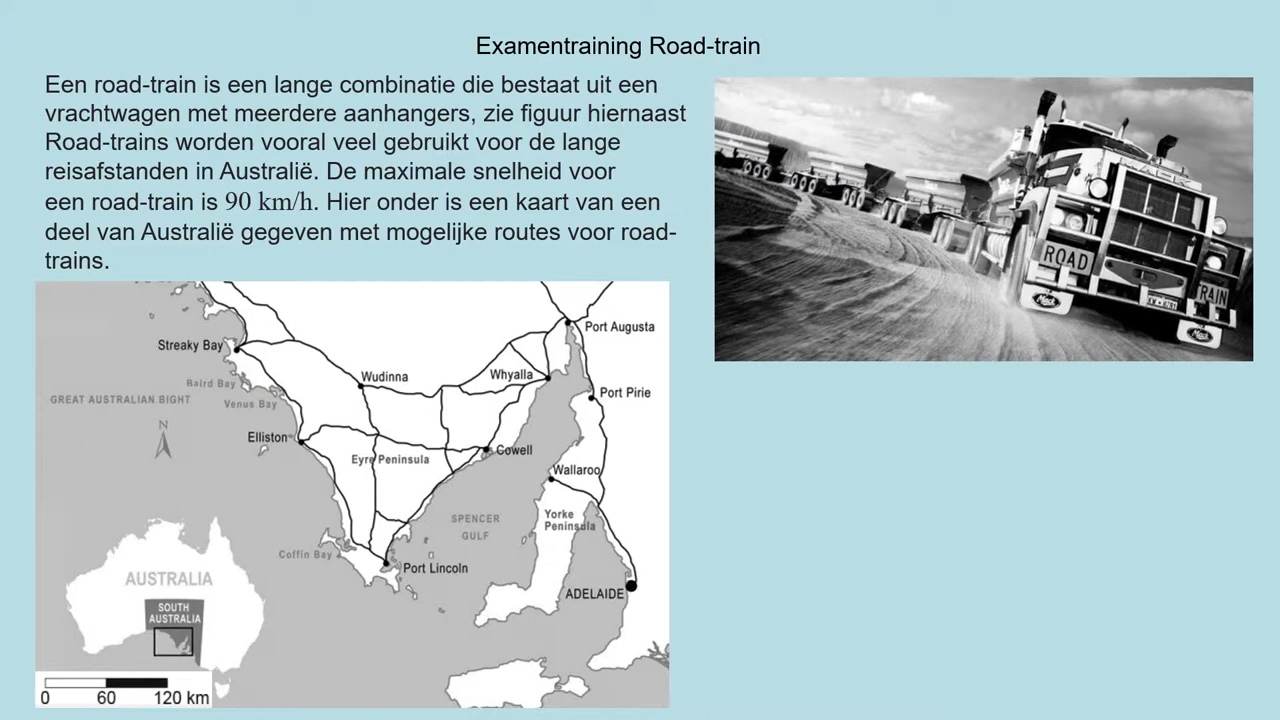 Examentraining Road-train
Een road-train is een lange combinatie die bestaat uit een
vrachtwagen met meerdere aanhangers, zie figuur hiernaast
Road-trains worden vooral veel gebruikt voor de lange
reisafstanden in Australië. De maximale snelheid voor
een road-train is 90 km/h. Hier onder is een kaart van een
deel van Australië gegeven met mogelijke routes voor road-
trains.
ROAD
TRAIN
Mack
Mack
Port Augusta
Streaky Bay
Wudinna
Whyalla
Baird Bay
Port Pirie
GREAT AUSTRALIAN BIGHT
Venus Bay
N
Elliston
Cowell
Eyre Peninsula
Wallaroo
Yorke
Peninsula
SPENCER
GULF
Coffin Bay
Port Lincoln
AUSTRALIA
ADELAIDE
SOUTH
AUSTRALIA
0 60 120 km